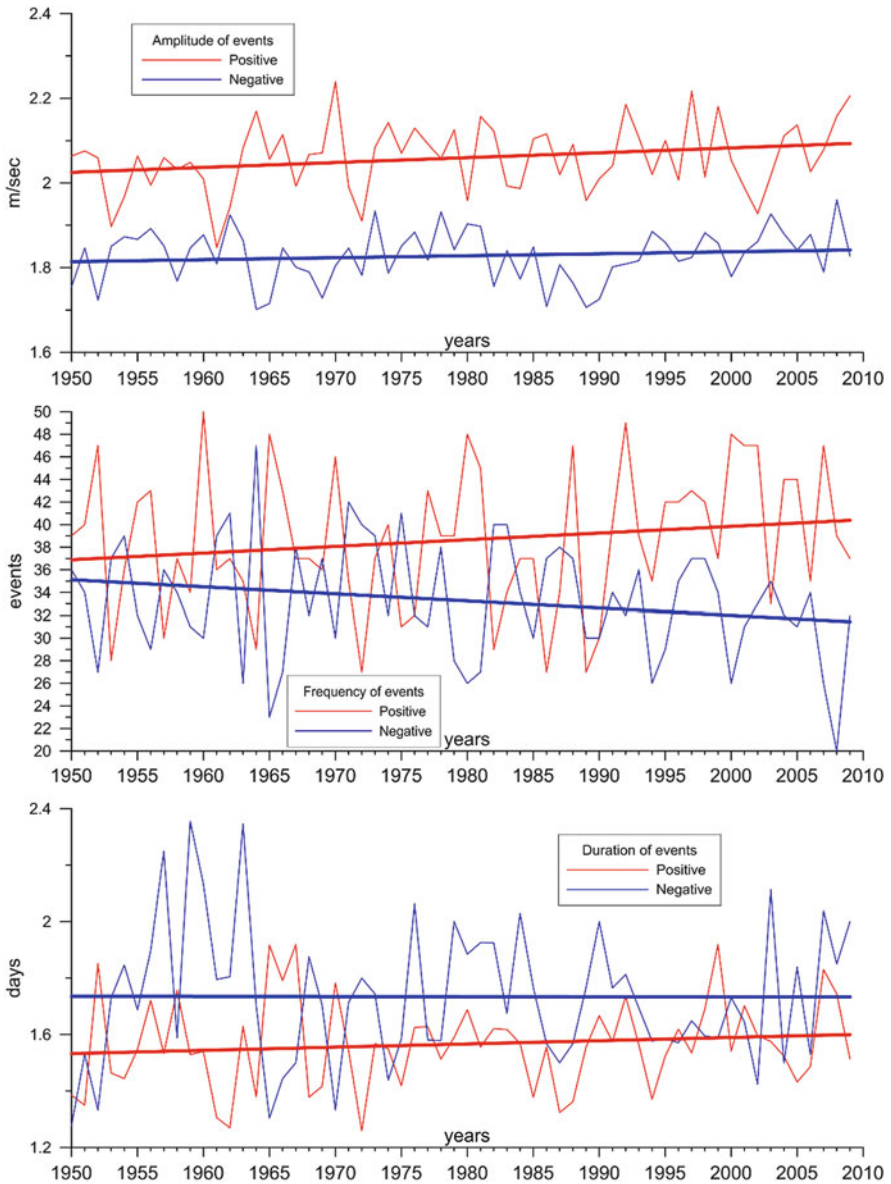 2.4
Amplitude of events
Positive
Negative
2.2
m/sec
2
1.8
1.6
years
1950 1955 1960 1965 1970 1975 1980 1985 1990 1995 2000 2005 2010
50
48
46
44
42
40
38
events
36
34
32
30
28
26
24
22
20
Frequency of events
Positive
Negative
years
1950 1955 1960 1965 1970 1975 1980 1985 1990 1995 2000 2005 2010
2.4
Duration of events
Positive
Negative
2
days
1.6
1.2
years
1950 1955 1960 1965 1970 1975 1980 1985 1990 1995 2000 2005 2010